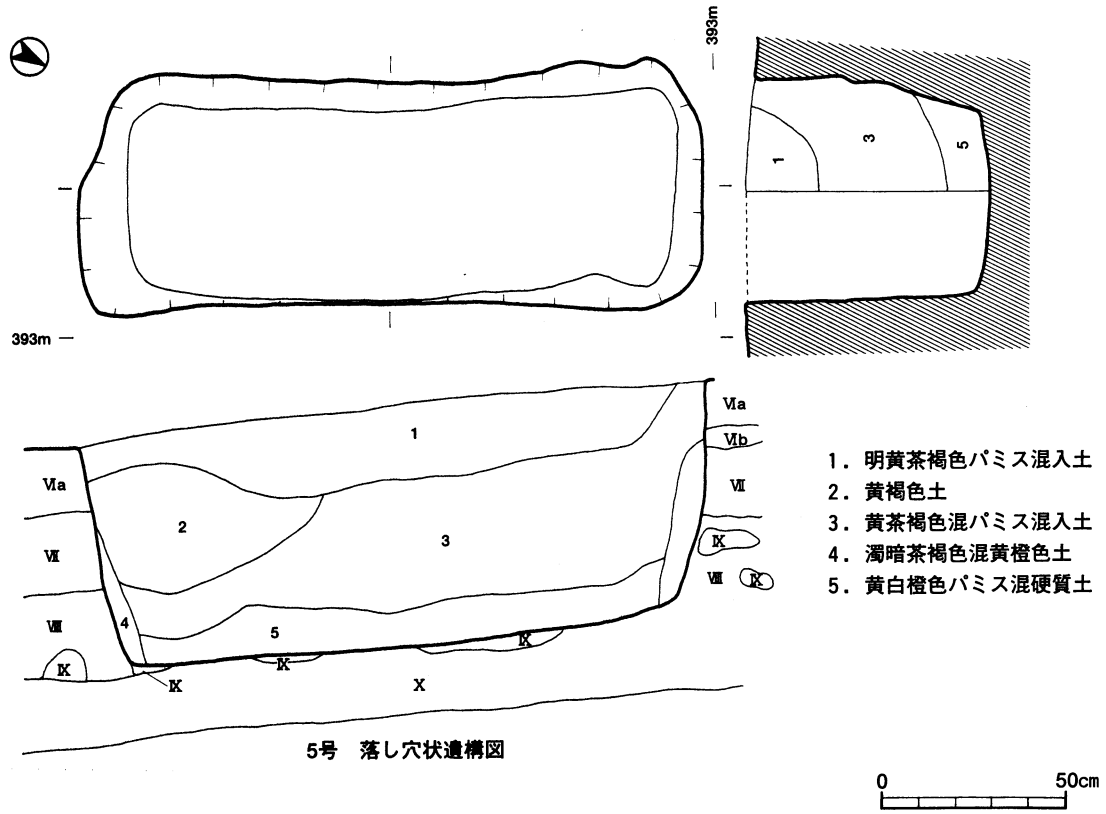 393m
1
3
5
393m
1
Ⅵa
Ⅵb
Ⅵa
Ⅶ
2
3
Ⅸ
Ⅶ
Ⅷ
Ⅸ
Ⅷ
4
5
Ⅸ
Ⅸ
Ⅸ
Ⅸ
Ⅹ
1．明黄茶褐色パミス混入土
2．黄褐色土
3．黄茶褐色混パミス混入土
4．濁暗茶褐色混黄橙色土
5．黄白橙色パミス混硬質土
5号　落し穴状遺構図
0 50cm